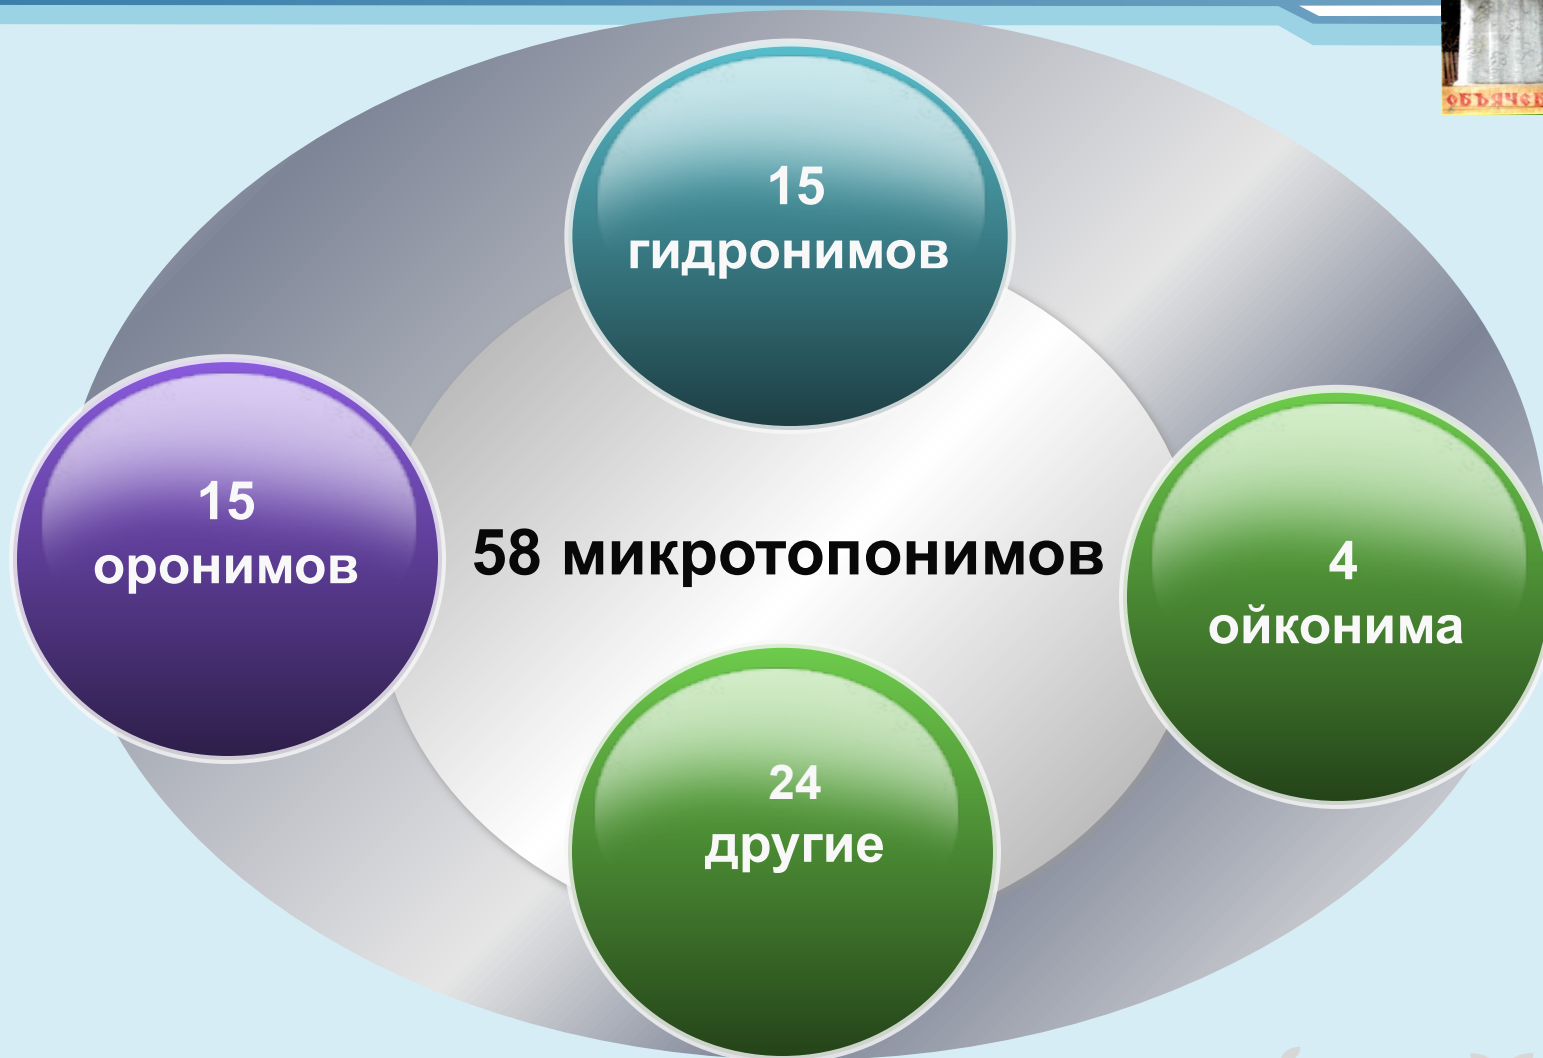 15
гидронимов
15
оронимов
58 микротопонимов
4
ойконима
24
другие